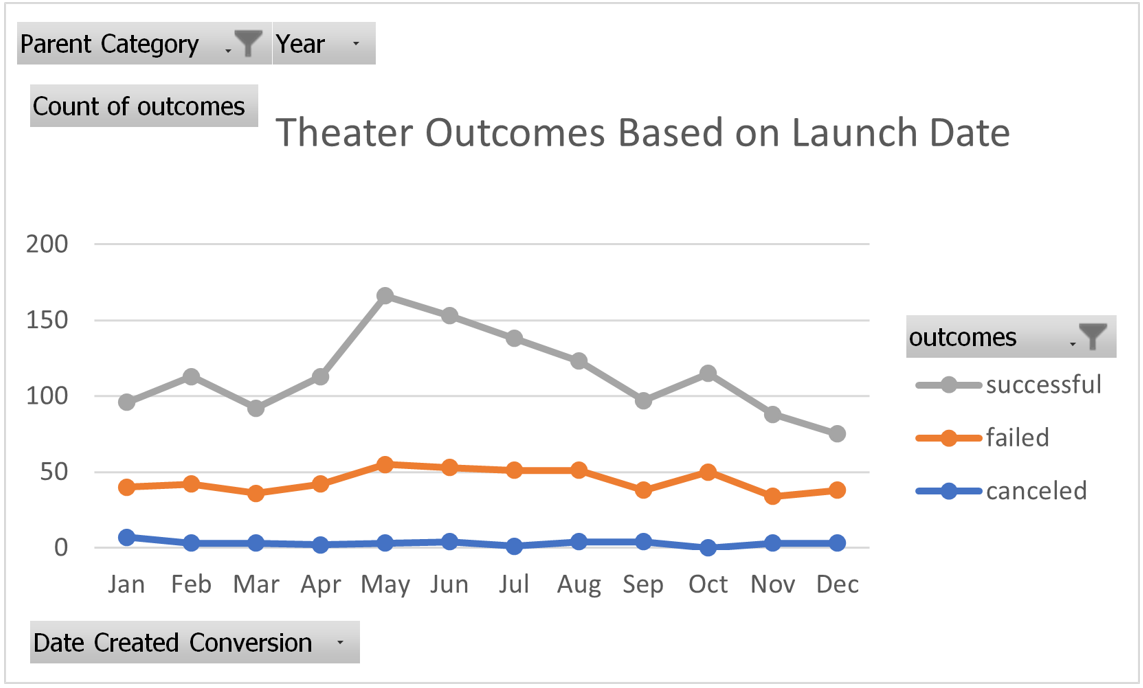 Parent Category Year
Count of outcomes
Theater Outcomes Based on Launch Date
200
150
100
50
0
Jan Feb Mar Apr May Jun Jul Aug Sep Oct Nov Dec
outcomes
successful
failed
canceled
Date Created Conversion